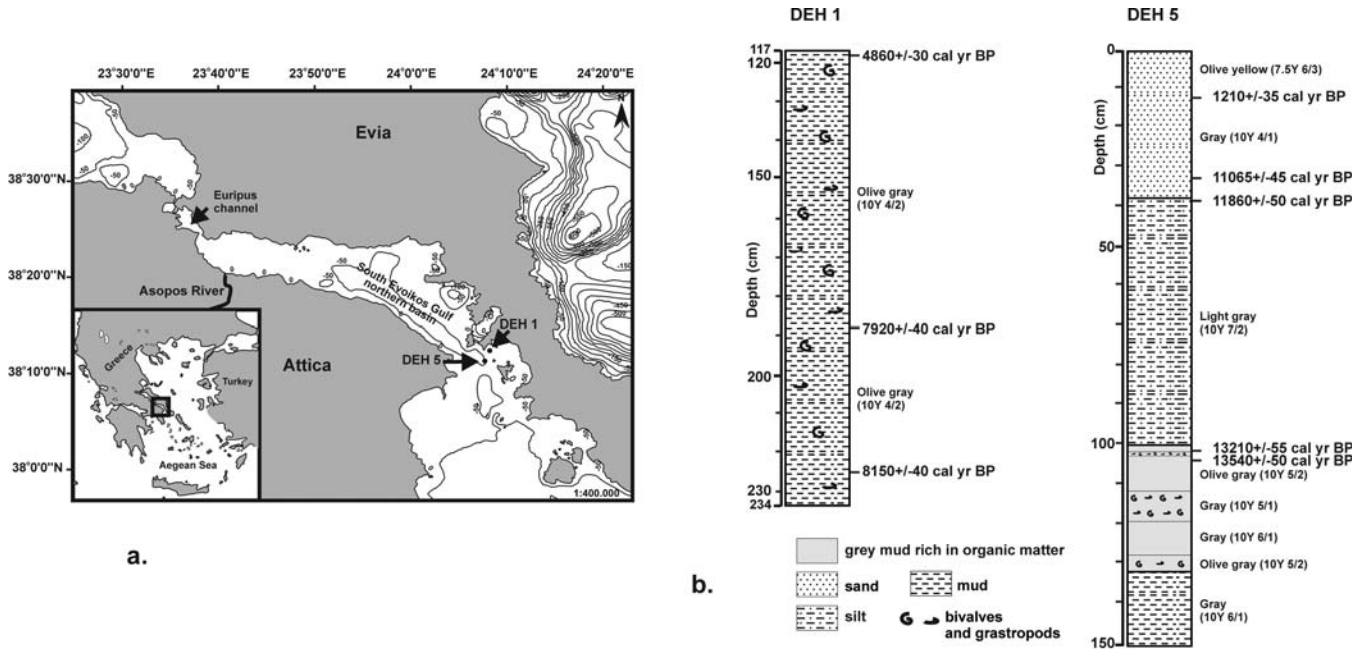 23°30''00''E
23°40''0''E
23°50''0''E
24°00''0''E
24°10'00''E
24°20''0''E
38°30''0''N
38°20''0''N
38°10''0''N
38°0''0''N
N
Evia
Euripus
channel
Asopos River
South Evoikos Gulf
northern basin
DEH 1
DEH 5
Attica
Greece
Turkey
Aegean Sea
1:400.000
a.
DEH 1
117
120
150
200
230
234
Depth (cm)
4860+/-30 cal yr BP
Olive gray
(10Y 4/2)
7920+/-40 cal yr BP
Olive gray
(10Y 4/2)
8150+/-40 cal yr BP
DEH 5
0
50
100
150
Depth (cm)
Olive yellow (7.5Y 6/3)
1210+/-35 cal yr BP
Gray (10Y 4/1)
11065+/-45 cal yr BP
11860+/-50 cal yr BP
Light gray
(10Y 7/2)
13210+/-55 cal yr BP
13540+/-50 cal yr BP
Olive gray (10Y 5/2)
Gray (10Y 5/1)
Gray (10Y 6/1)
Olive gray (10Y 5/2)
Gray
(10Y 6/1)
b.
grey mud rich in organic matter
sand
mud
silt
bivalves
and grastropods